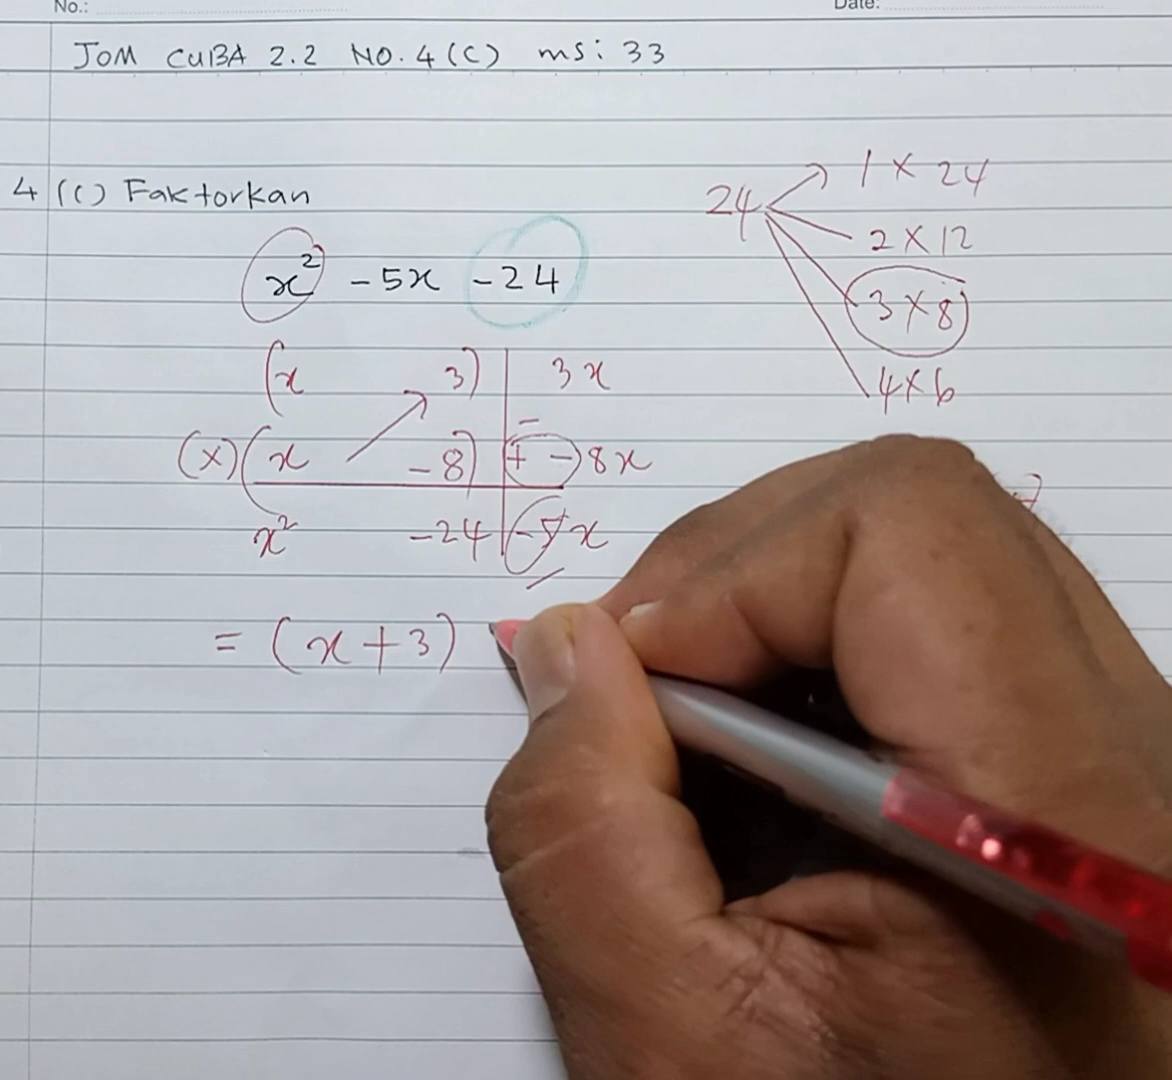 No.: Date:
JOM CUBA 2.2 NO. 4 (C) ms: 33
4 (C) Faktorkan
x² - 5x - 24
24 1 × 24
2 × 12
3 × 8
4 × 6
(x 3) 3x
(×) (x -8) + - 8x
x² -24 -5x
= (x + 3)